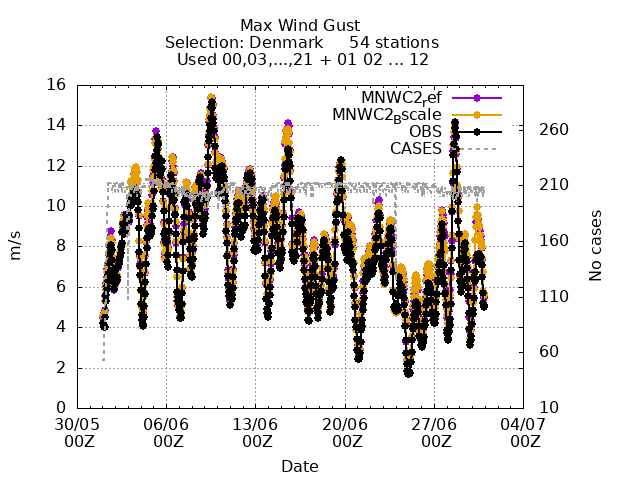 Max Wind Gust
Selection: Denmark 54 stations
Used 00,03,...,21 + 01 02 ... 12
MNWC2ref
MNWC2Bscale
OBS
CASES
16
14
12
10
8
6
4
2
0
m/s
260
210
160
110
60
10
No cases
30/05 06/06 13/06 20/06 27/06 04/07
00Z 00Z 00Z 00Z 00Z 00Z
Date